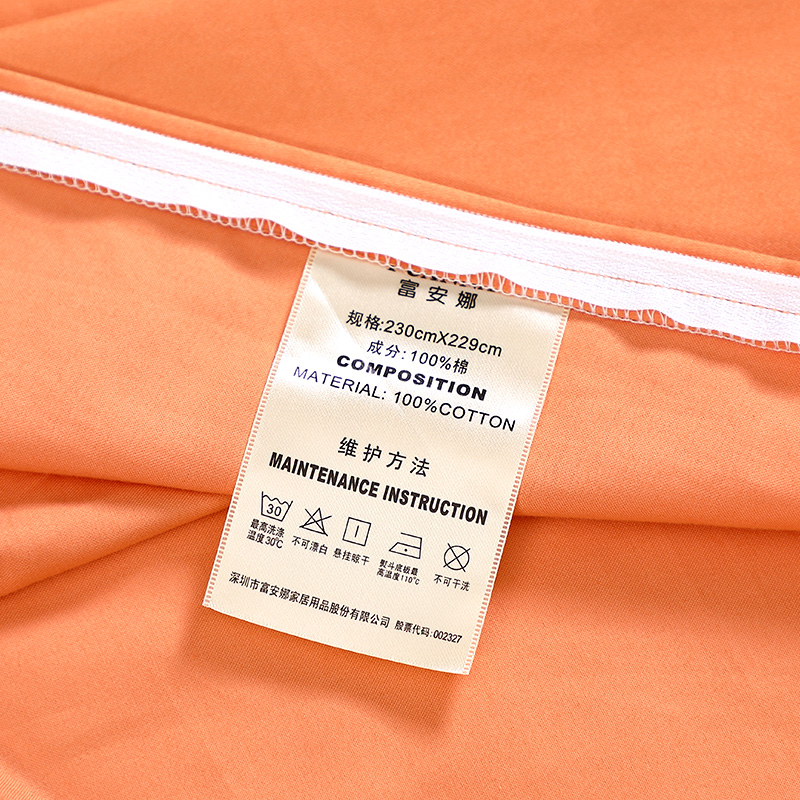 富安娜
规格:230cmX229cm
成分:100%棉
COMPOSITION
MATERIAL: 100%COTTON
维护方法
MAINTENANCE INSTRUCTION
30
最高洗涤
温度30℃
不可漂白
悬挂晾干
熨斗底板最
高温度110℃
不可干洗
深圳市富安娜家居用品股份有限公司 股票代码:002327